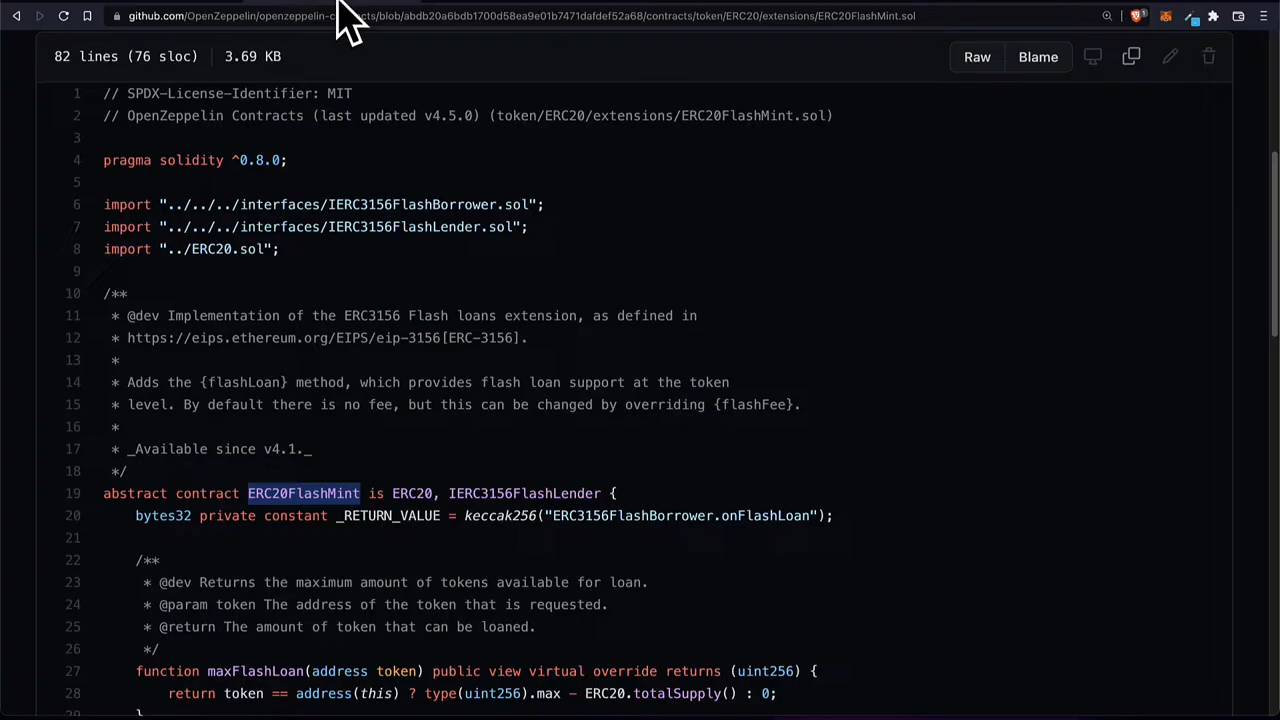 github.com/OpenZeppelin/openzeppelin-c cts/blob/abdb20a6bdb1700d58ea9e01b7471dafdef52a68/contracts/token/ERC20/extensions/ERC20FlashMint.sol
82 lines (76 sloc) 3.69 KB Raw Blame
1 // SPDX-License-Identifier: MIT
2 // OpenZeppelin Contracts (last updated v4.5.0) (token/ERC20/extensions/ERC20FlashMint.sol)
3
4 pragma solidity ^0.8.0;
5
6 import "../../../interfaces/IERC3156FlashBorrower.sol";
7 import "../../../interfaces/IERC3156FlashLender.sol";
8 import "../ERC20.sol";
9
10 /**
11 * @dev Implementation of the ERC3156 Flash loans extension, as defined in
12 * https://eips.ethereum.org/EIPS/eip-3156[ERC-3156].
13 *
14 * Adds the {flashLoan} method, which provides flash loan support at the token
15 * level. By default there is no fee, but this can be changed by overriding {flashFee}.
16 *
17 * _Available since v4.1._
18 */
19 abstract contract ERC20FlashMint is ERC20, IERC3156FlashLender {
20 bytes32 private constant _RETURN_VALUE = keccak256("ERC3156FlashBorrower.onFlashLoan");
21
22 /**
23 * @dev Returns the maximum amount of tokens available for loan.
24 * @param token The address of the token that is requested.
25 * @return The amount of token that can be loaned.
26 */
27 function maxFlashLoan(address token) public view virtual override returns (uint256) {
28 return token == address(this) ? type(uint256).max - ERC20.totalSupply() : 0;
29 }